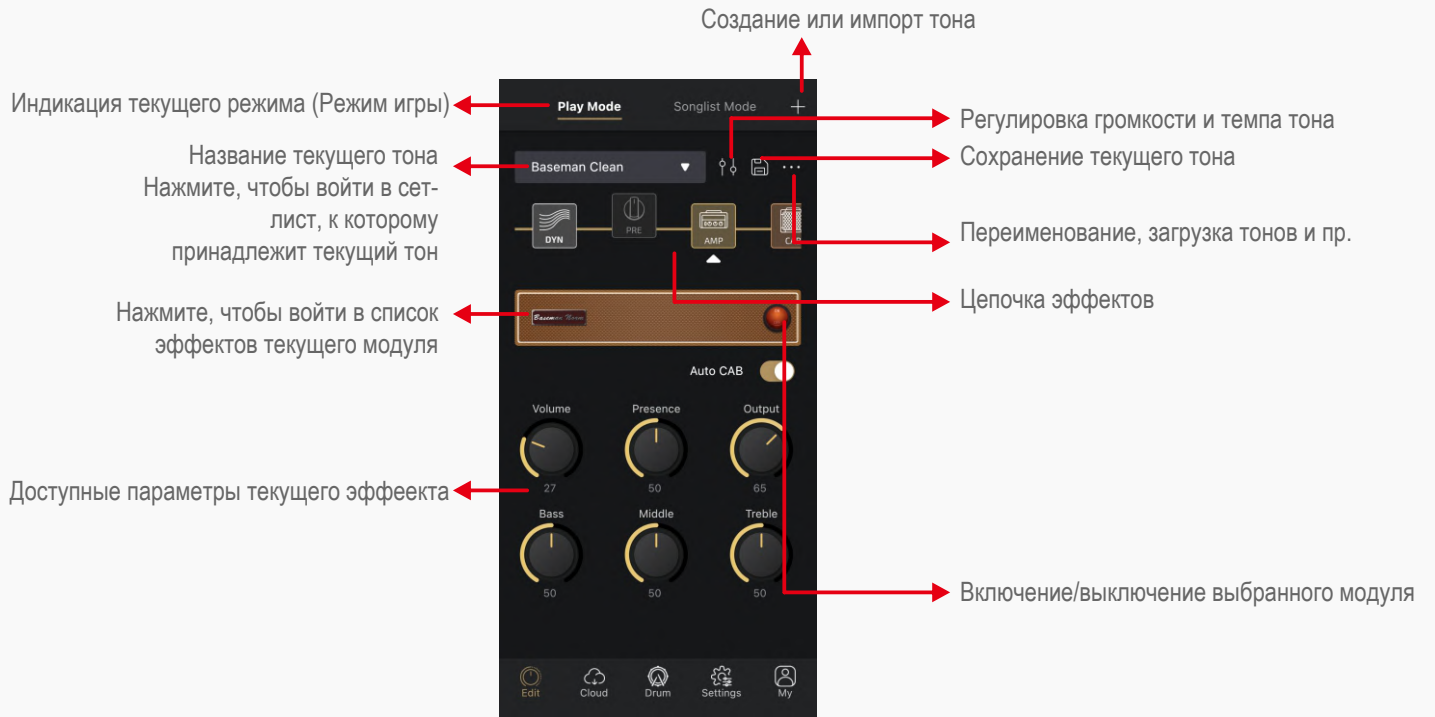 Создание или импорт тона
Индикация текущего режима (Режим игры)
Play Mode
Songlist Mode
Регулировка громкости и темпа тона
Название текущего тона
Нажмите, чтобы войти в сет-
лист, к которому
принадлежит текущий тон
Baseman Clean
Сохранение текущего тона
DYN
PRE
AMP
Переименование, загрузка тонов и пр.
Цепочка эффектов
Нажмите, чтобы войти в список
эффектов текущего модуля
Baseman Norm
Auto CAB
Volume
Presence
Output
27
50
65
Доступные параметры текущего эффеекта
Bass
Middle
Treble
50
50
50
Включение/выключение выбранного модуля
Edit
Cloud
Drum
Settings
My